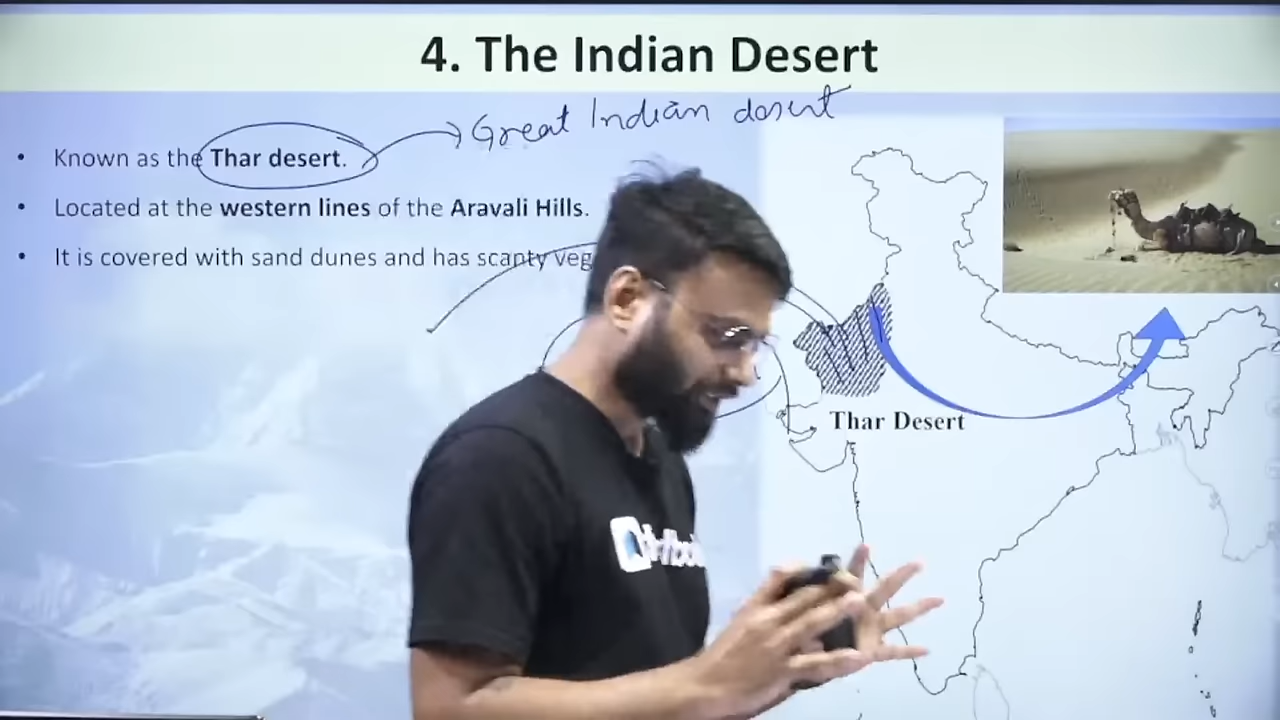 4. The Indian Desert
Great Indian desert
• Known as the Thar desert.
• Located at the western lines of the Aravali Hills.
• It is covered with sand dunes and has scanty veg
Thar Desert